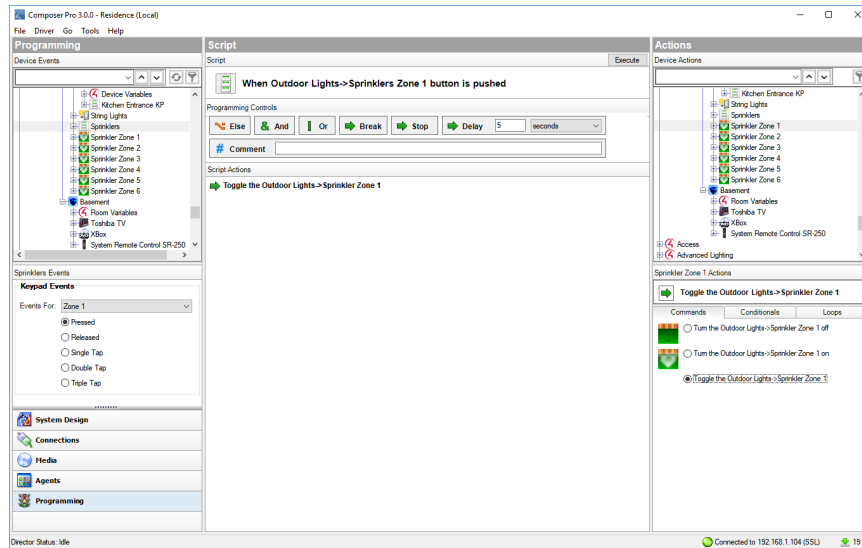 Composer Pro 3.0.0 - Residence (Local)
File Driver Go Tools Help
Programming
Device Events
Device Variables
Kitchen Entrance KP
String Lights
Sprinklers
Sprinkler Zone 1
Sprinkler Zone 2
Sprinkler Zone 3
Sprinkler Zone 4
Sprinkler Zone 5
Sprinkler Zone 6
Basement
Room Variables
Toshiba TV
XBox
System Remote Control SR-250
Sprinklers Events
Keypad Events
Events For: Zone 1
Pressed
Released
Single Tap
Double Tap
Triple Tap
System Design
Connections
Media
Agents
Programming
Script
Script Execute
When Outdoor Lights->Sprinklers Zone 1 button is pushed
Programming Controls
Else & And Or Break Stop Delay 5 seconds
# Comment
Script Actions
Toggle the Outdoor Lights->Sprinkler Zone 1
Actions
Device Actions
Kitchen Entrance KP
String Lights
Sprinklers
Sprinkler Zone 1
Sprinkler Zone 2
Sprinkler Zone 3
Sprinkler Zone 4
Sprinkler Zone 5
Sprinkler Zone 6
Basement
Room Variables
Toshiba TV
XBox
System Remote Control SR-250
Access
Advanced Lighting
Sprinkler Zone 1 Actions
Toggle the Outdoor Lights->Sprinkler Zone 1
Commands Conditionals Loops
Turn the Outdoor Lights->Sprinkler Zone 1 off
Turn the Outdoor Lights->Sprinkler Zone 1 on
Toggle the Outdoor Lights->Sprinkler Zone 1
Director Status: Idle
Connected to 192.168.1.104 (SSL) 19